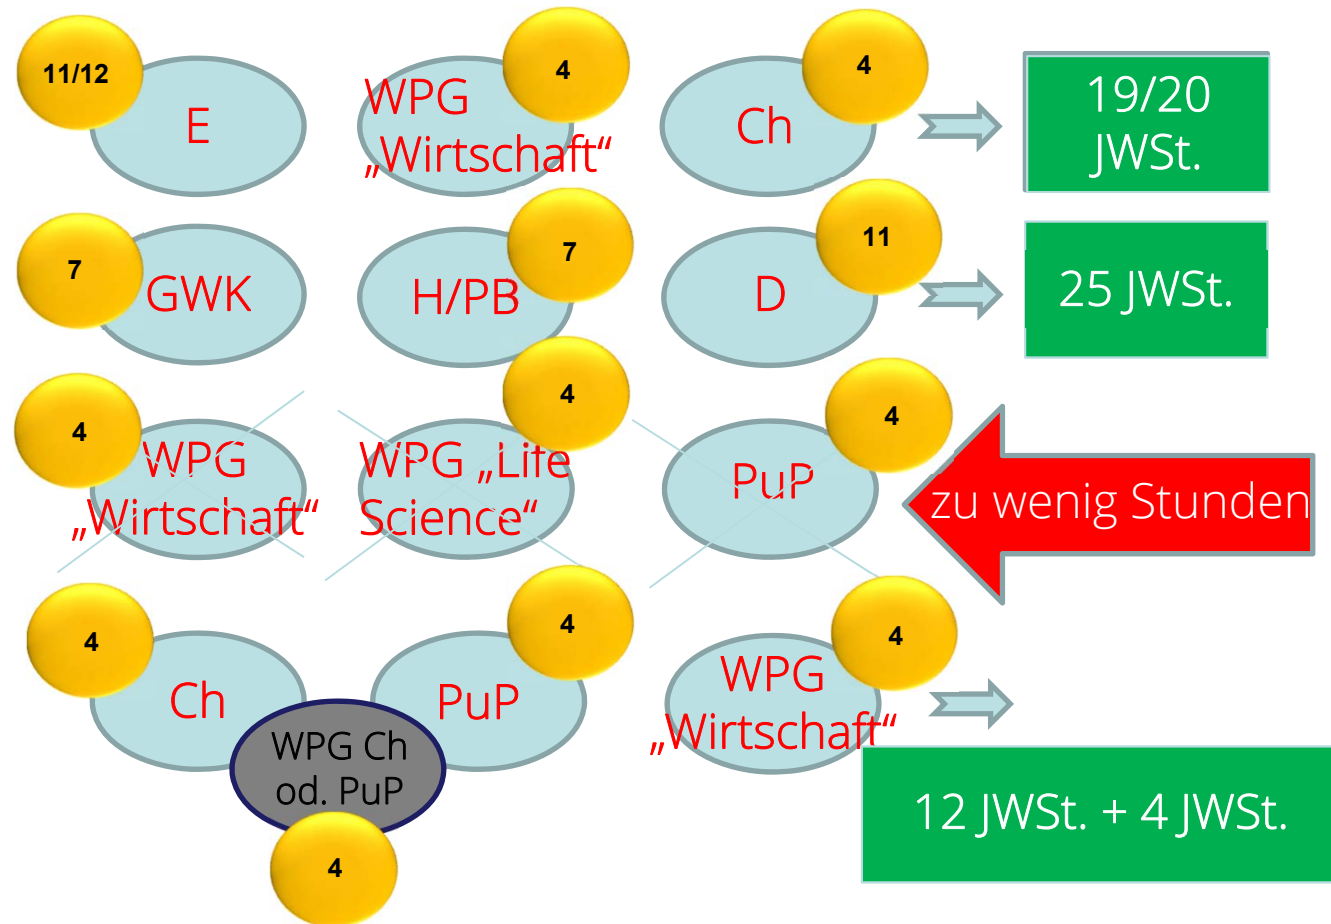 11/12
E
4
WPG
„Wirtschaft“
4
Ch
19/20
JWSt.
7
GWK
7
H/PB
11
D
25 JWSt.
4
WPG
„Wirtschaft“
4
WPG „Life
Science“
4
PuP
zu wenig Stunden
4
Ch
4
PuP
4
WPG
„Wirtschaft“
WPG Ch
od. PuP
4
12 JWSt. + 4 JWSt.